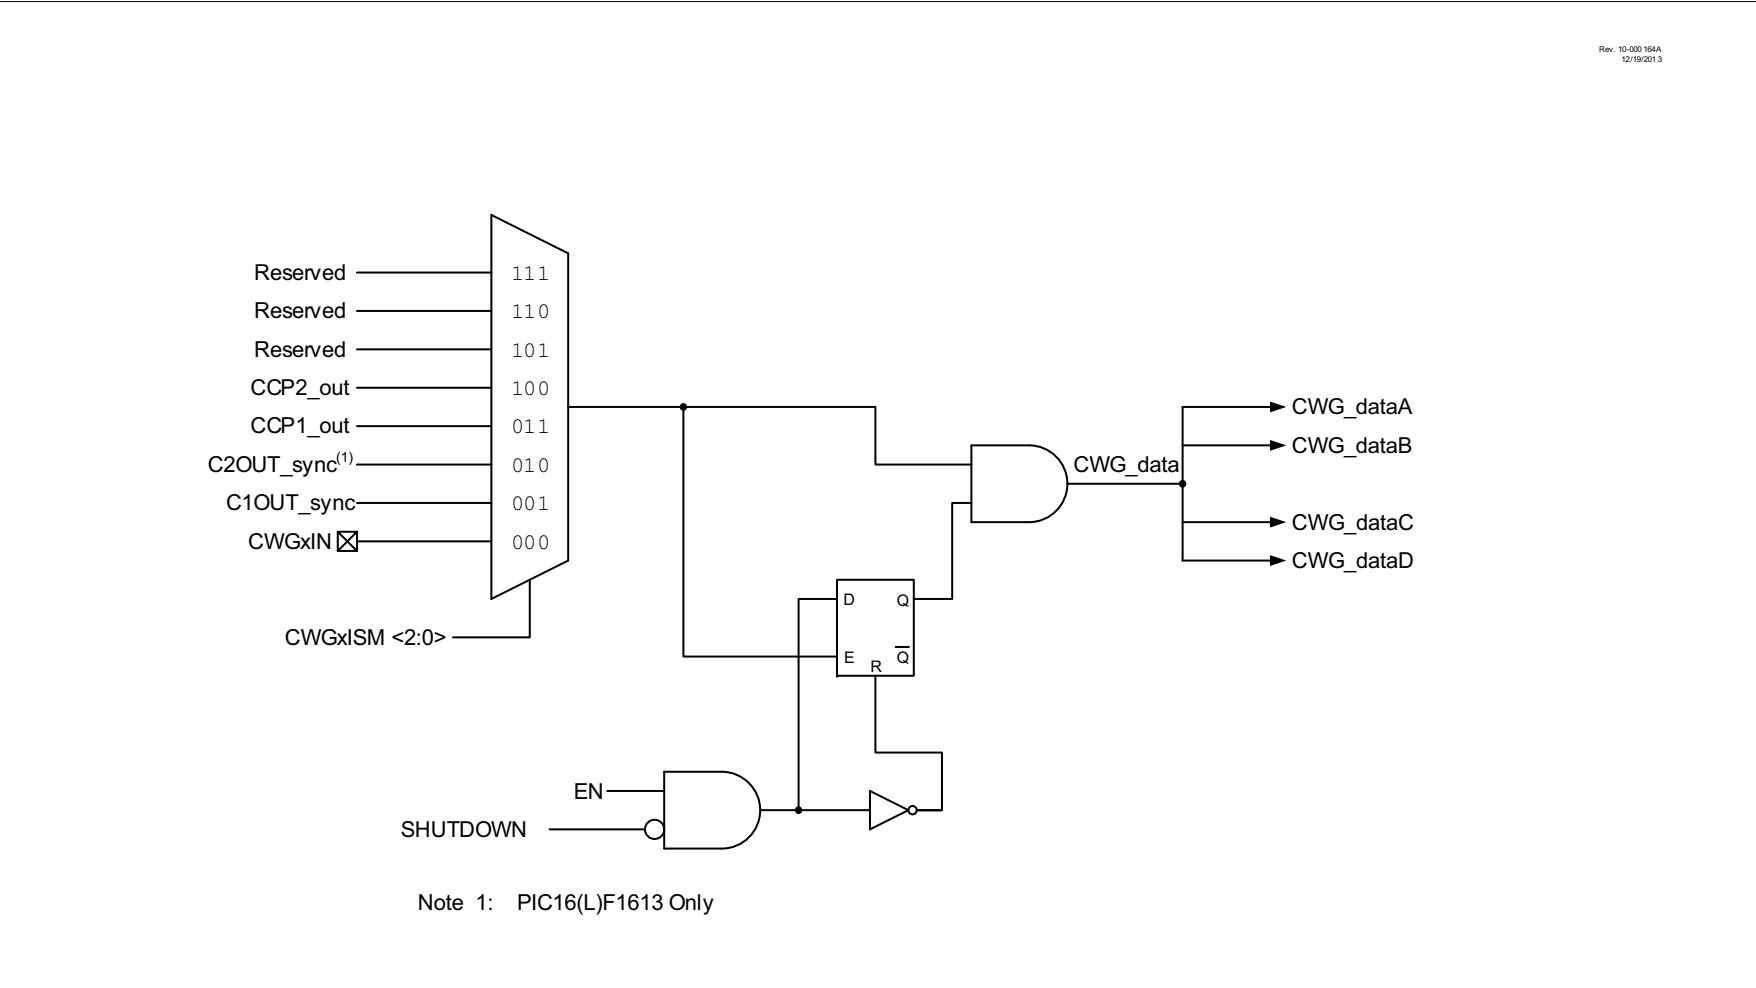 Rev. 10-000 164A
12/19/201 3
Reserved 111
Reserved 110
Reserved 101
CCP2_out 100
CCP1_out 011
C2OUT_sync(1) 010
C1OUT_sync 001
CWGxIN 000
CWGxISM <2:0>
CWG_data
CWG_dataA
CWG_dataB
CWG_dataC
CWG_dataD
D Q
E R Q̅
EN
SHUTDOWN
Note 1: PIC16(L)F1613 Only